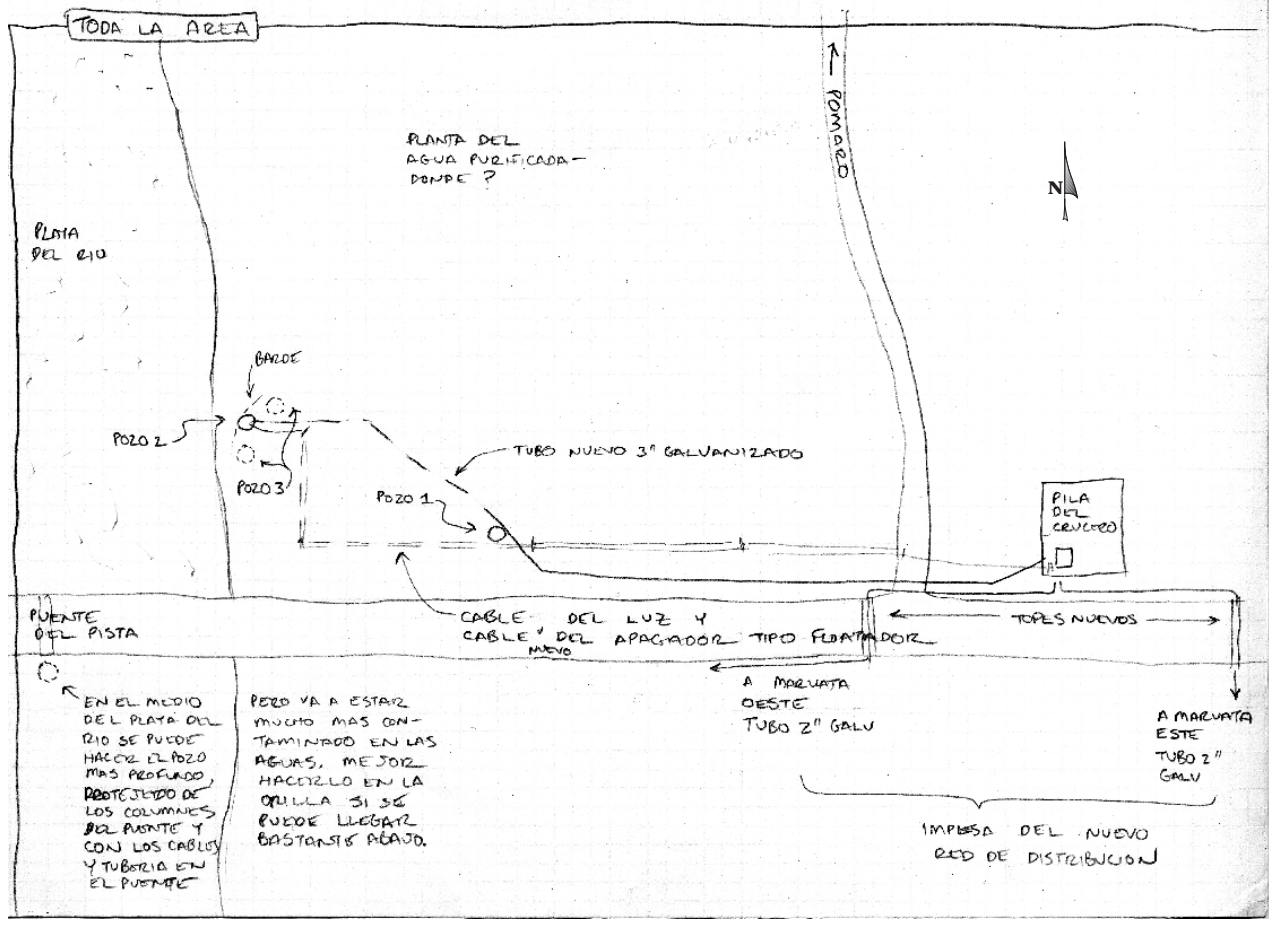 TODA LA AREA
POMARO
PLANTA DEL
AGUA PURIFICADA -
DONDE ?
N
PLAYA
DEL RIO
BARDE
POZO 2
POZO 3
TUBO NUEVO 3" GALVANIZADO
POZO 1
PILA
DEL
CRUCERO
PUENTE
DEL PISTA
CABLE DEL LUZ Y
CABLE DEL APAGADOR TIPO FLOATADOR
NUEVO
TOPES NUEVOS
A MARUATA
OESTE
TUBO 2" GALV
A MARUATA
ESTE
TUBO 2"
GALV
EN EL MEDIO
DEL PLAYA DEL
RIO SE PUEDE
HACER EL POZO
MAS PROFUNDO,
PROTEJEDO DE
LOS COLUMNES
DEL PUENTE Y
CON LOS CABLES
Y TUBERIA EN
EL PUENTE
PERO VA A ESTAR
MUCHO MAS CON-
TAMINADO EN LAS
AGUAS, MEJOR
HACERLO EN LA
ORILLA SI SE
PUEDE LLEGAR
BASTANTE ABAJO.
IMPESA DEL NUEVO
RED DE DISTRIBUCION